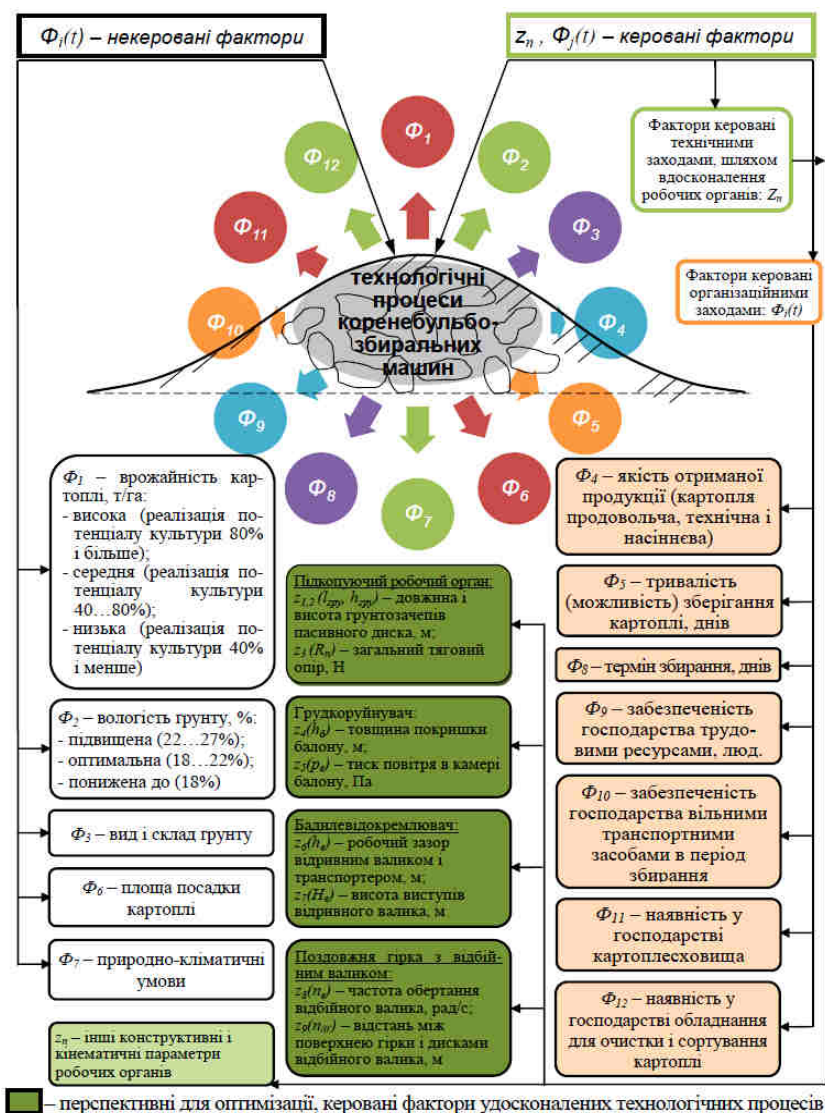 Φi(t) – некеровані фактори
zn , Φj(t) – керовані фактори
Фактори керовані
технічними
заходами, шляхом
вдосконалення
робочих органів: Zn
Фактори керовані
організаційними
заходами: Φj(t)
Φ1
Φ2
Φ3
Φ4
Φ5
Φ6
Φ7
Φ8
Φ9
Φ10
Φ11
Φ12
технологічні
процеси
коренебульбо-
збиральних
машин
Φ1 – врожайність кар-
топлі, т/га:
- висока (реалізація по-
тенціалу культури 80%
і більше);
- середня (реалізація по-
тенціалу культури
40…80%);
- низька (реалізація по-
тенціалу культури 40%
і менше)
Φ2 – вологість ґрунту, %:
- підвищена (22…27%);
- оптимальна (18…22%);
- понижена до (18%)
Φ3 – вид і склад ґрунту
Φ6 – площа посадки
картоплі
Φ7 – природно-кліматичні
умови
zn – інші конструктивні і
кінематичні параметри
робочих органів
Підкопуючий робочий орган:
z1,2 (lгрп, hгрп) – довжина і
висота грунтозачепів
пасивного диска, м;
z3 (Rп) – загальний тяговий
опір, Н
Грудкоруйнувач:
z4(hб) – товщина покришки
балону, м;
z5(pв) – тиск повітря в камері
балону, Па
Бадилевідокремлювач:
z6(hв) – робочий зазор
відривним валиком і
транспортером, м;
z7(Hв) – висота виступів
відривного валика, м
Поздовжня гірка з відбій-
ним валиком:
z8(nв) – частота обертання
відбійного валика, рад/с;
– відстань між
поверхнею гірки і дисками
відбійного валика, м
Φ4 – якість отриманої
продукції (картопля
продовольча, технічна і
насіннєва)
Φ5 – тривалість
(можливість) зберігання
картоплі, днів
Φ8 – термін збирання, днів
Φ9 – забезпеченість
господарства трудо-
вими ресурсами, люд.
Φ10 – забезпеченість
господарства вільними
транспортними
засобами в період
збирання
Φ11 – наявність у
господарстві
картоплесховища
Φ12 – наявність у
господарстві обладнання
для очистки і сортування
картоплі
– перспективні для оптимізації, керовані фактори удосконалених технологічних процесів